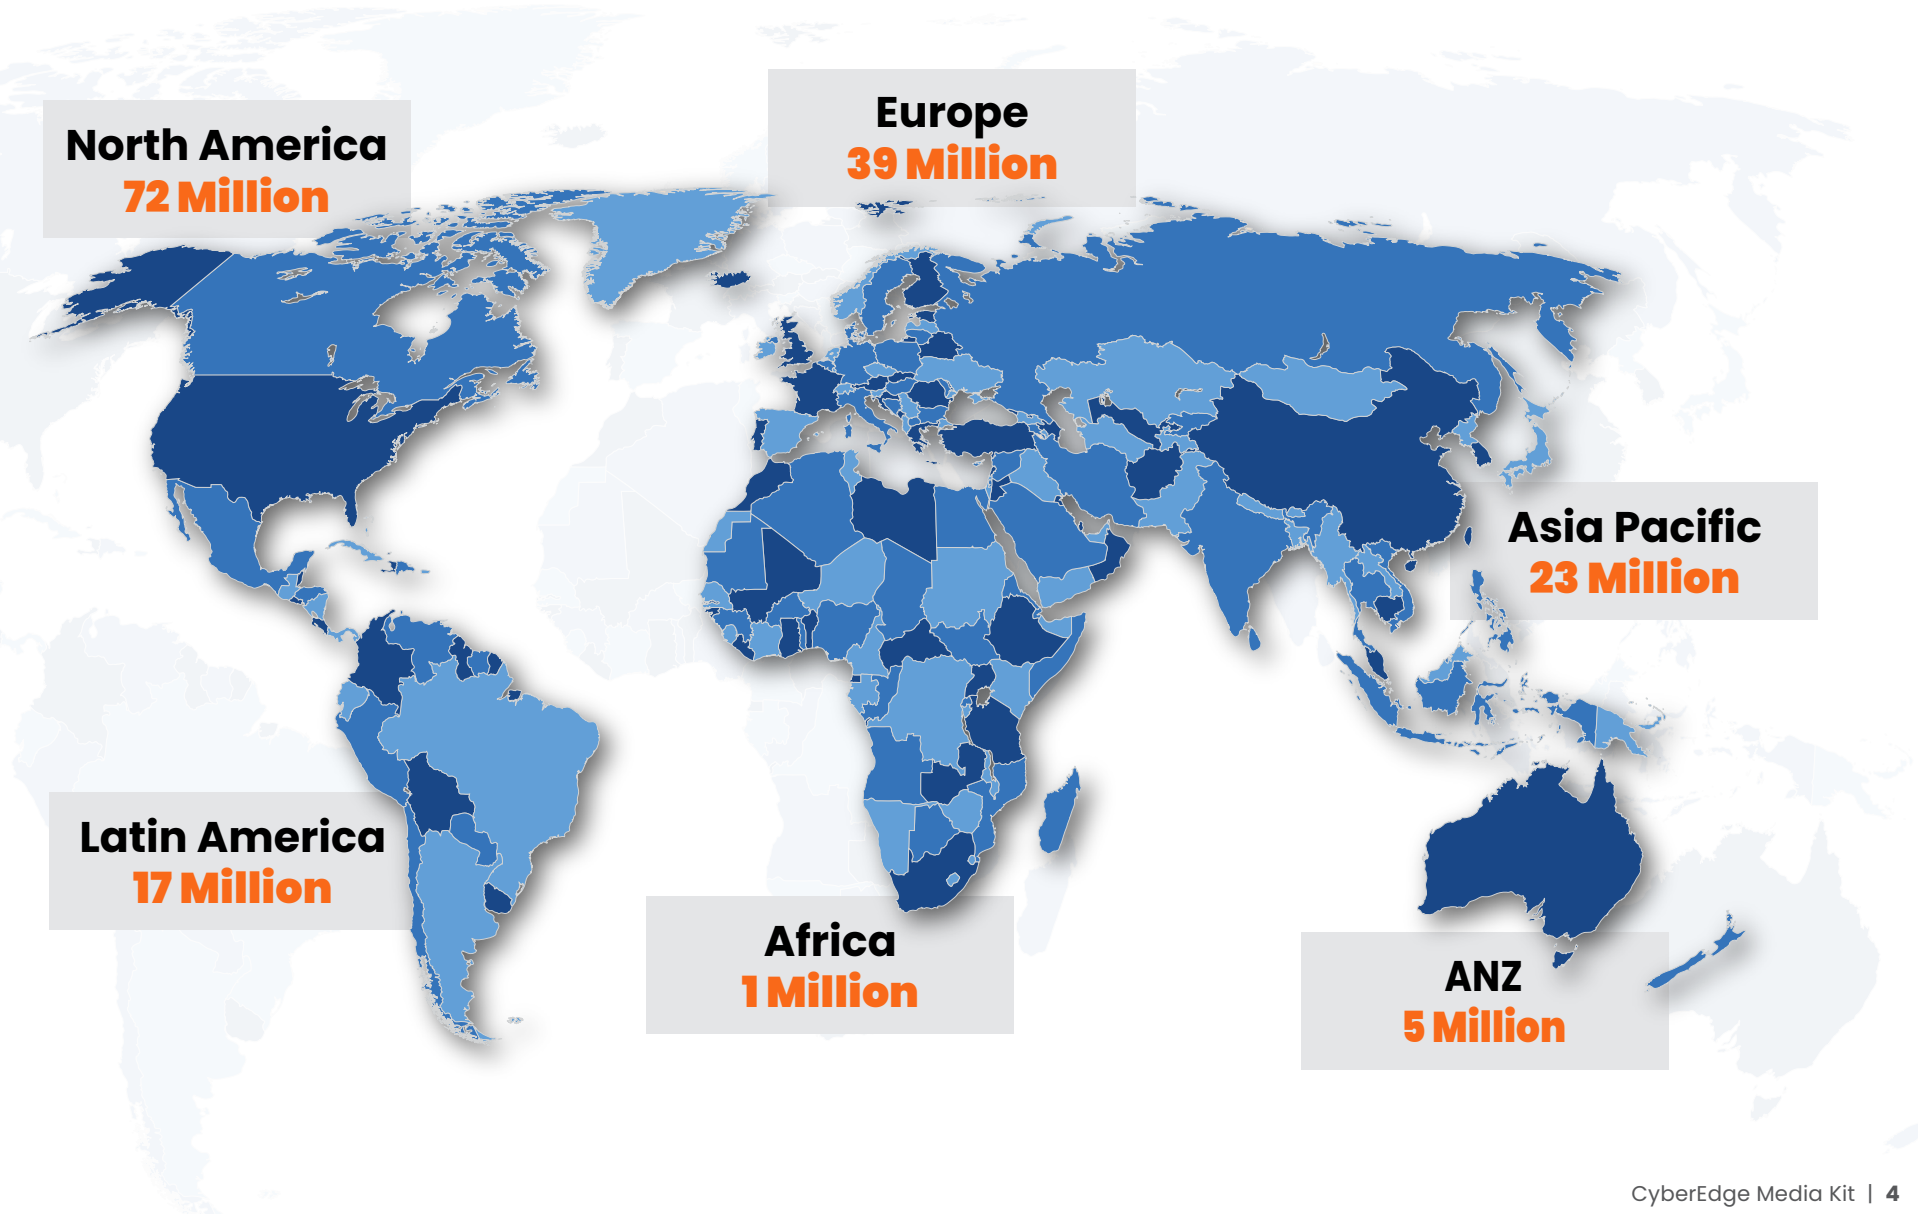 North America
72 Million
Europe
39 Million
Asia Pacific
23 Million
Latin America
17 Million
Africa
1 Million
ANZ
5 Million
CyberEdge Media Kit | 4